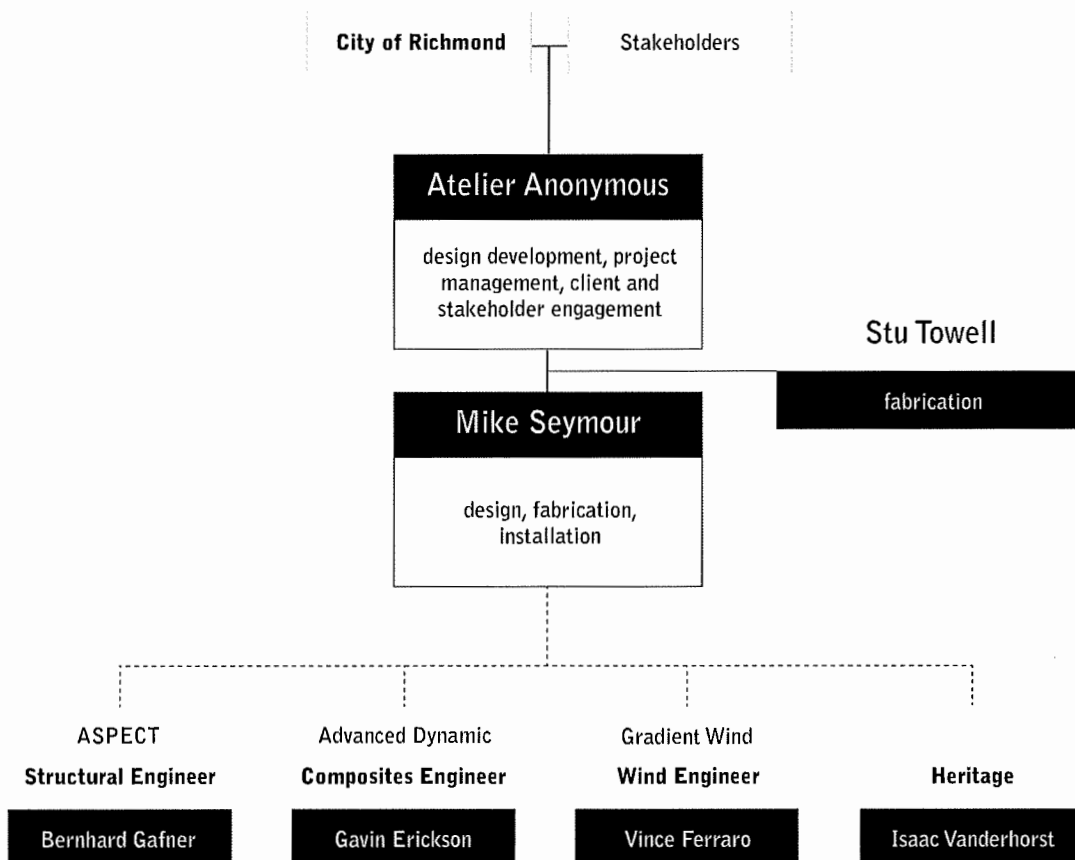 City of Richmond
Stakeholders
Atelier Anonymous
design development, project
management, client and
stakeholder engagement
Stu Towell
fabrication
Mike Seymour
design, fabrication,
installation
ASPECT
Structural Engineer
Bernhard Gafner
Advanced Dynamic
Composites Engineer
Gavin Erickson
Gradient Wind
Wind Engineer
Vince Ferraro
Heritage
Isaac Vanderhorst